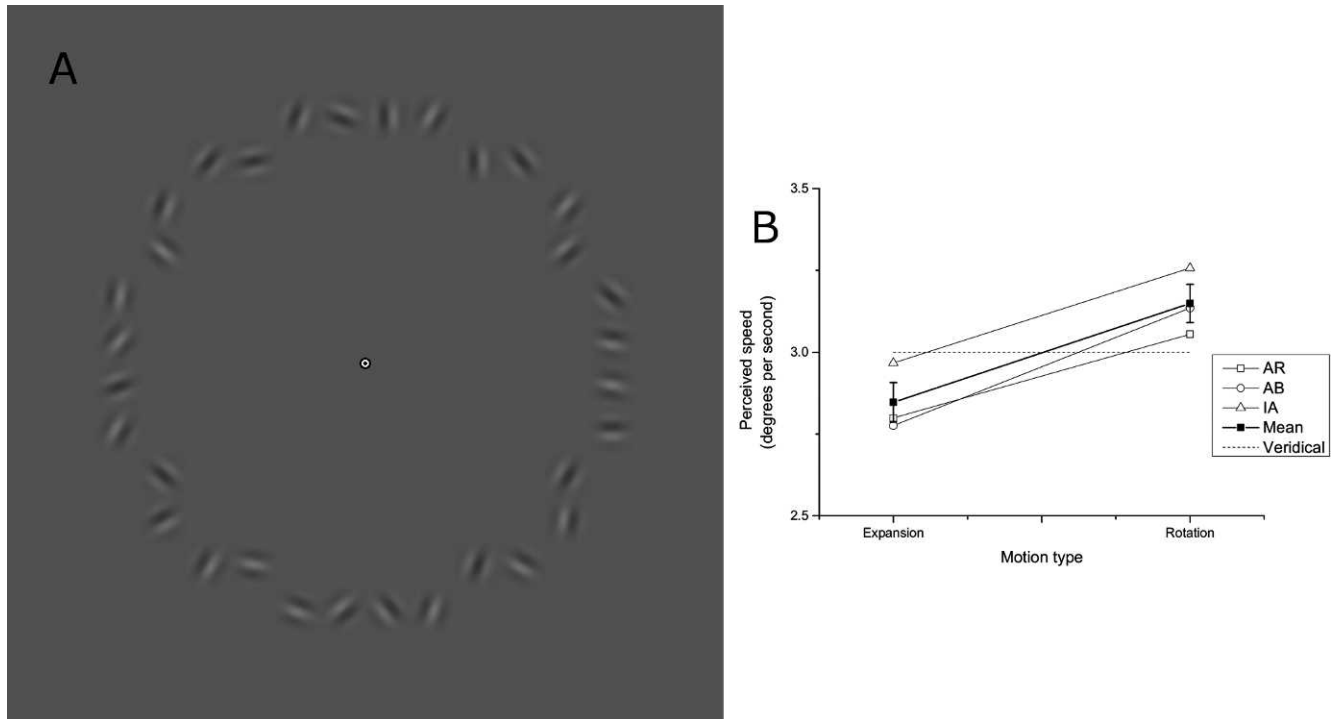 A
B
3.5
3.0
2.5
Perceived speed
(degrees per second)
Expansion
Rotation
Motion type
AR
AB
IA
Mean
Veridical